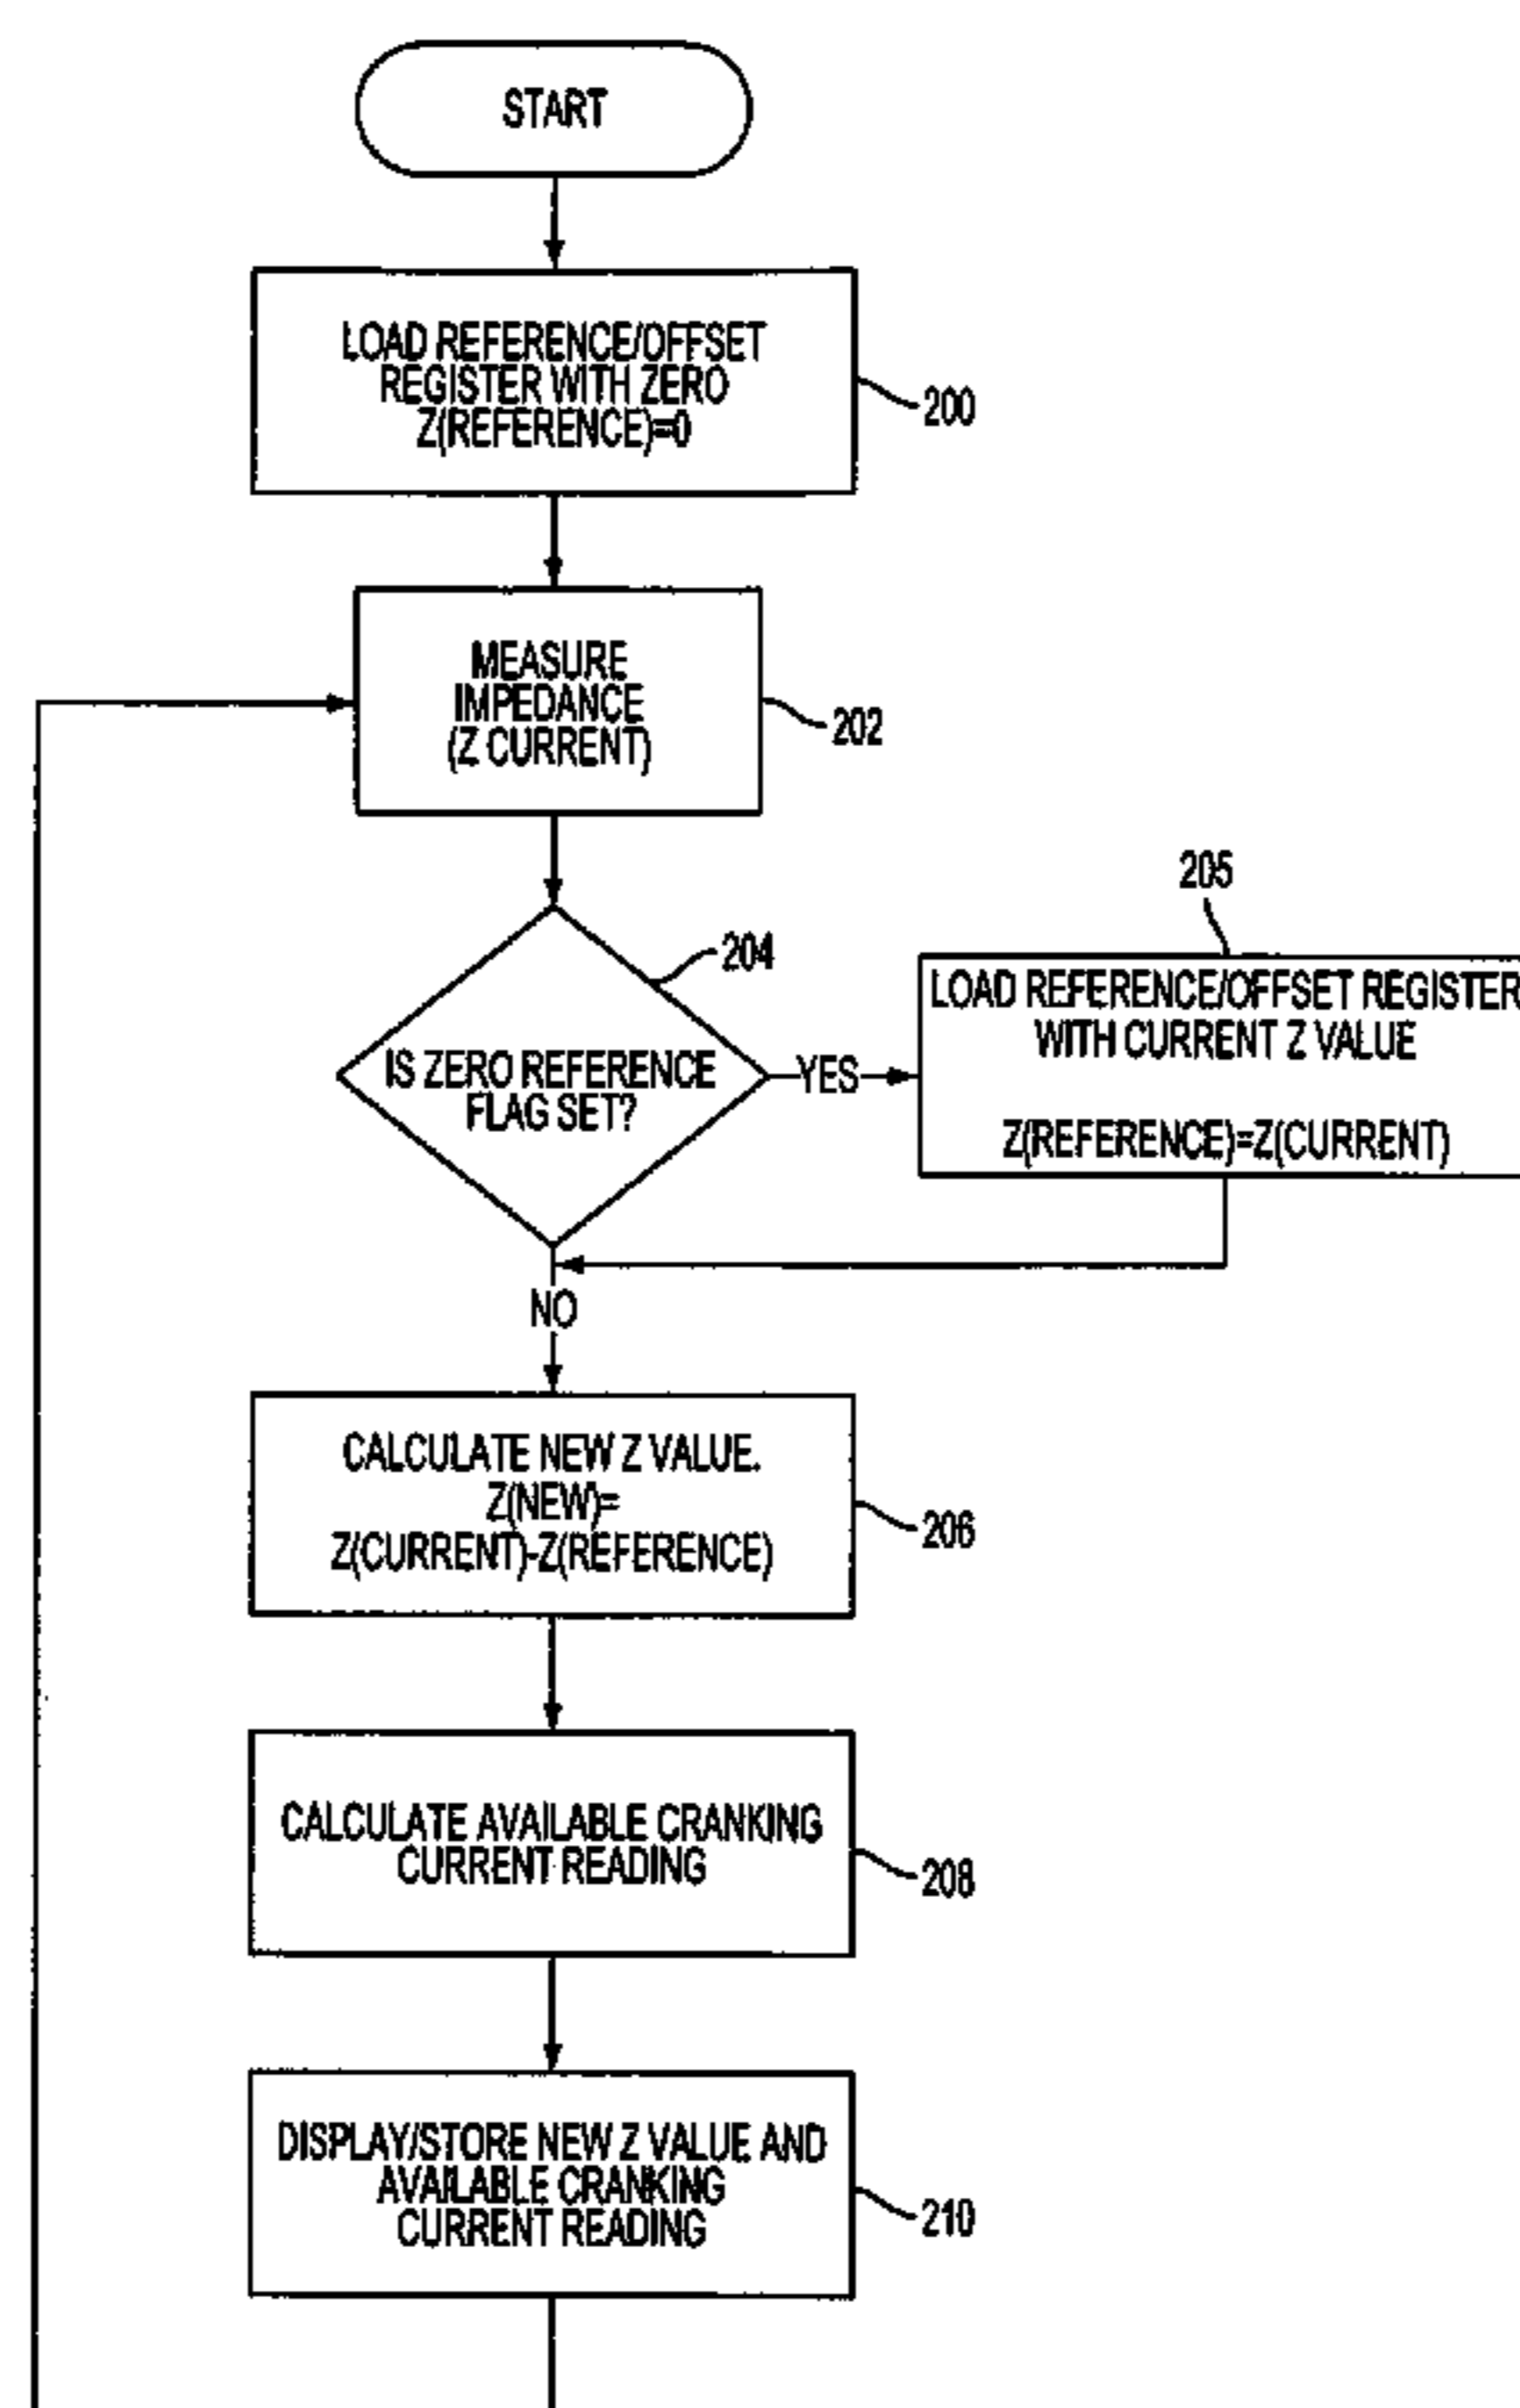 START
LOAD REFERENCE/OFFSET
REGISTER WITH ZERO
Z(REFERENCE)=0
200
MEASURE
IMPEDANCE
(Z CURRENT)
202
205
204
LOAD REFERENCE/OFFSET REGISTER
WITH CURRENT Z VALUE
Z(REFERENCE)=Z(CURRENT)
IS ZERO REFERENCE
FLAG SET?
YES
NO
CALCULATE NEW Z VALUE.
Z(NEW)=
Z(CURRENT)-Z(REFERENCE)
206
CALCULATE AVAILABLE CRANKING
CURRENT READING
208
DISPLAY/STORE NEW Z VALUE AND
AVAILABLE CRANKING
CURRENT READING
210